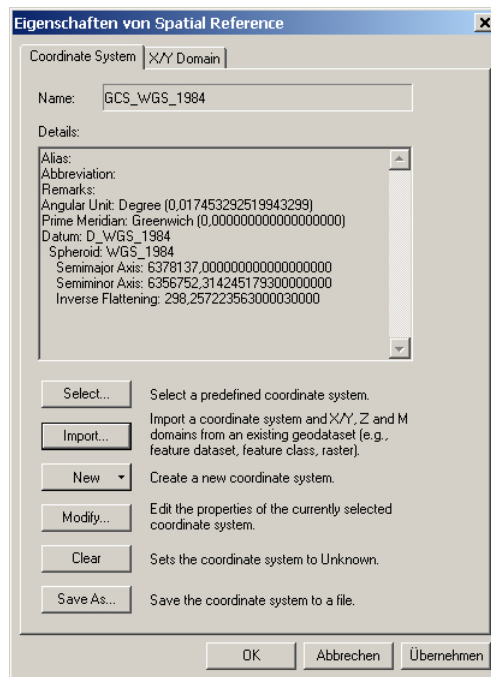 Eigenschaften von Spatial Reference
Coordinate System
X/Y Domain
Name: GCS_WGS_1984
Details:
Alias:
Abbreviation:
Remarks:
Angular Unit: Degree (0,017453292519943299)
Prime Meridian: Greenwich (0,000000000000000000)
Datum: D_WGS_1984
Spheroid: WGS_1984
Semimajor Axis: 6378137,000000000000000000
Semiminor Axis: 6356752,314245179300000000
Inverse Flattening: 298,257223563000030000
Select... Select a predefined coordinate system.
Import... Import a coordinate system and X/Y, Z and M
domains from an existing geodataset (e.g.,
feature dataset, feature class, raster).
New Create a new coordinate system.
Modify... Edit the properties of the currently selected
coordinate system.
Clear Sets the coordinate system to Unknown.
Save As... Save the coordinate system to a file.
OK Abbrechen Übernehmen